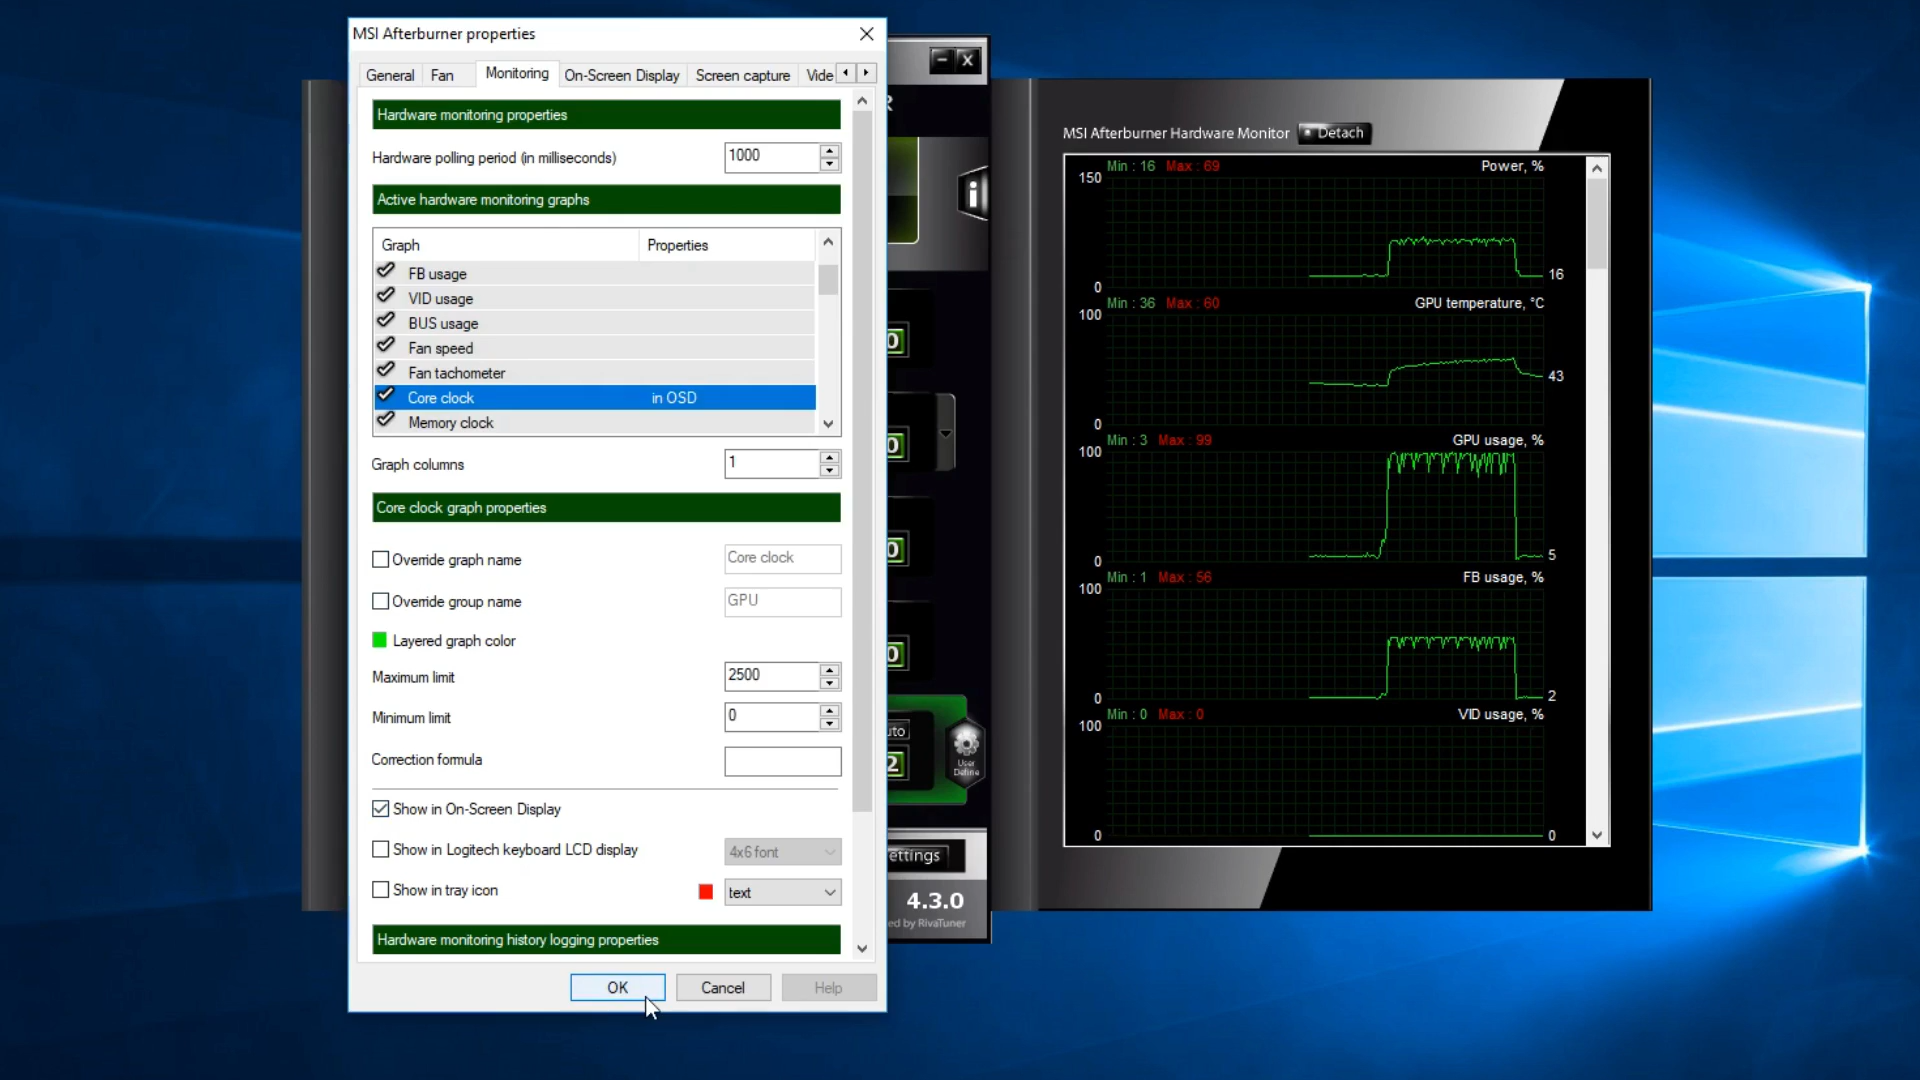 MSI Afterburner properties
General Fan Monitoring On-Screen Display Screen capture Vide
Hardware monitoring properties
Hardware polling period (in milliseconds) 1000
Active hardware monitoring graphs
Graph Properties
FB usage
VID usage
BUS usage
Fan speed
Fan tachometer
Core clock in OSD
Memory clock
Graph columns 1
Core clock graph properties
Override graph name Core clock
Override group name GPU
Layered graph color
Maximum limit 2500
Minimum limit 0
Correction formula
Show in On-Screen Display
Show in Logitech keyboard LCD display 4x6 font
Show in tray icon text
Hardware monitoring history logging properties
OK Cancel Help
R
i
0
0
0
0
uto
2
User
Define
ettings
4.3.0
ed by RivaTuner
MSI Afterburner Hardware Monitor Detach
Min : 16 Max : 69 Power, %
150
16
0
Min : 36 Max : 60 GPU temperature, °C
100
43
0
Min : 3 Max : 99 GPU usage, %
100
5
0
Min : 1 Max : 56 FB usage, %
100
2
0
Min : 0 Max : 0 VID usage, %
100
0 0